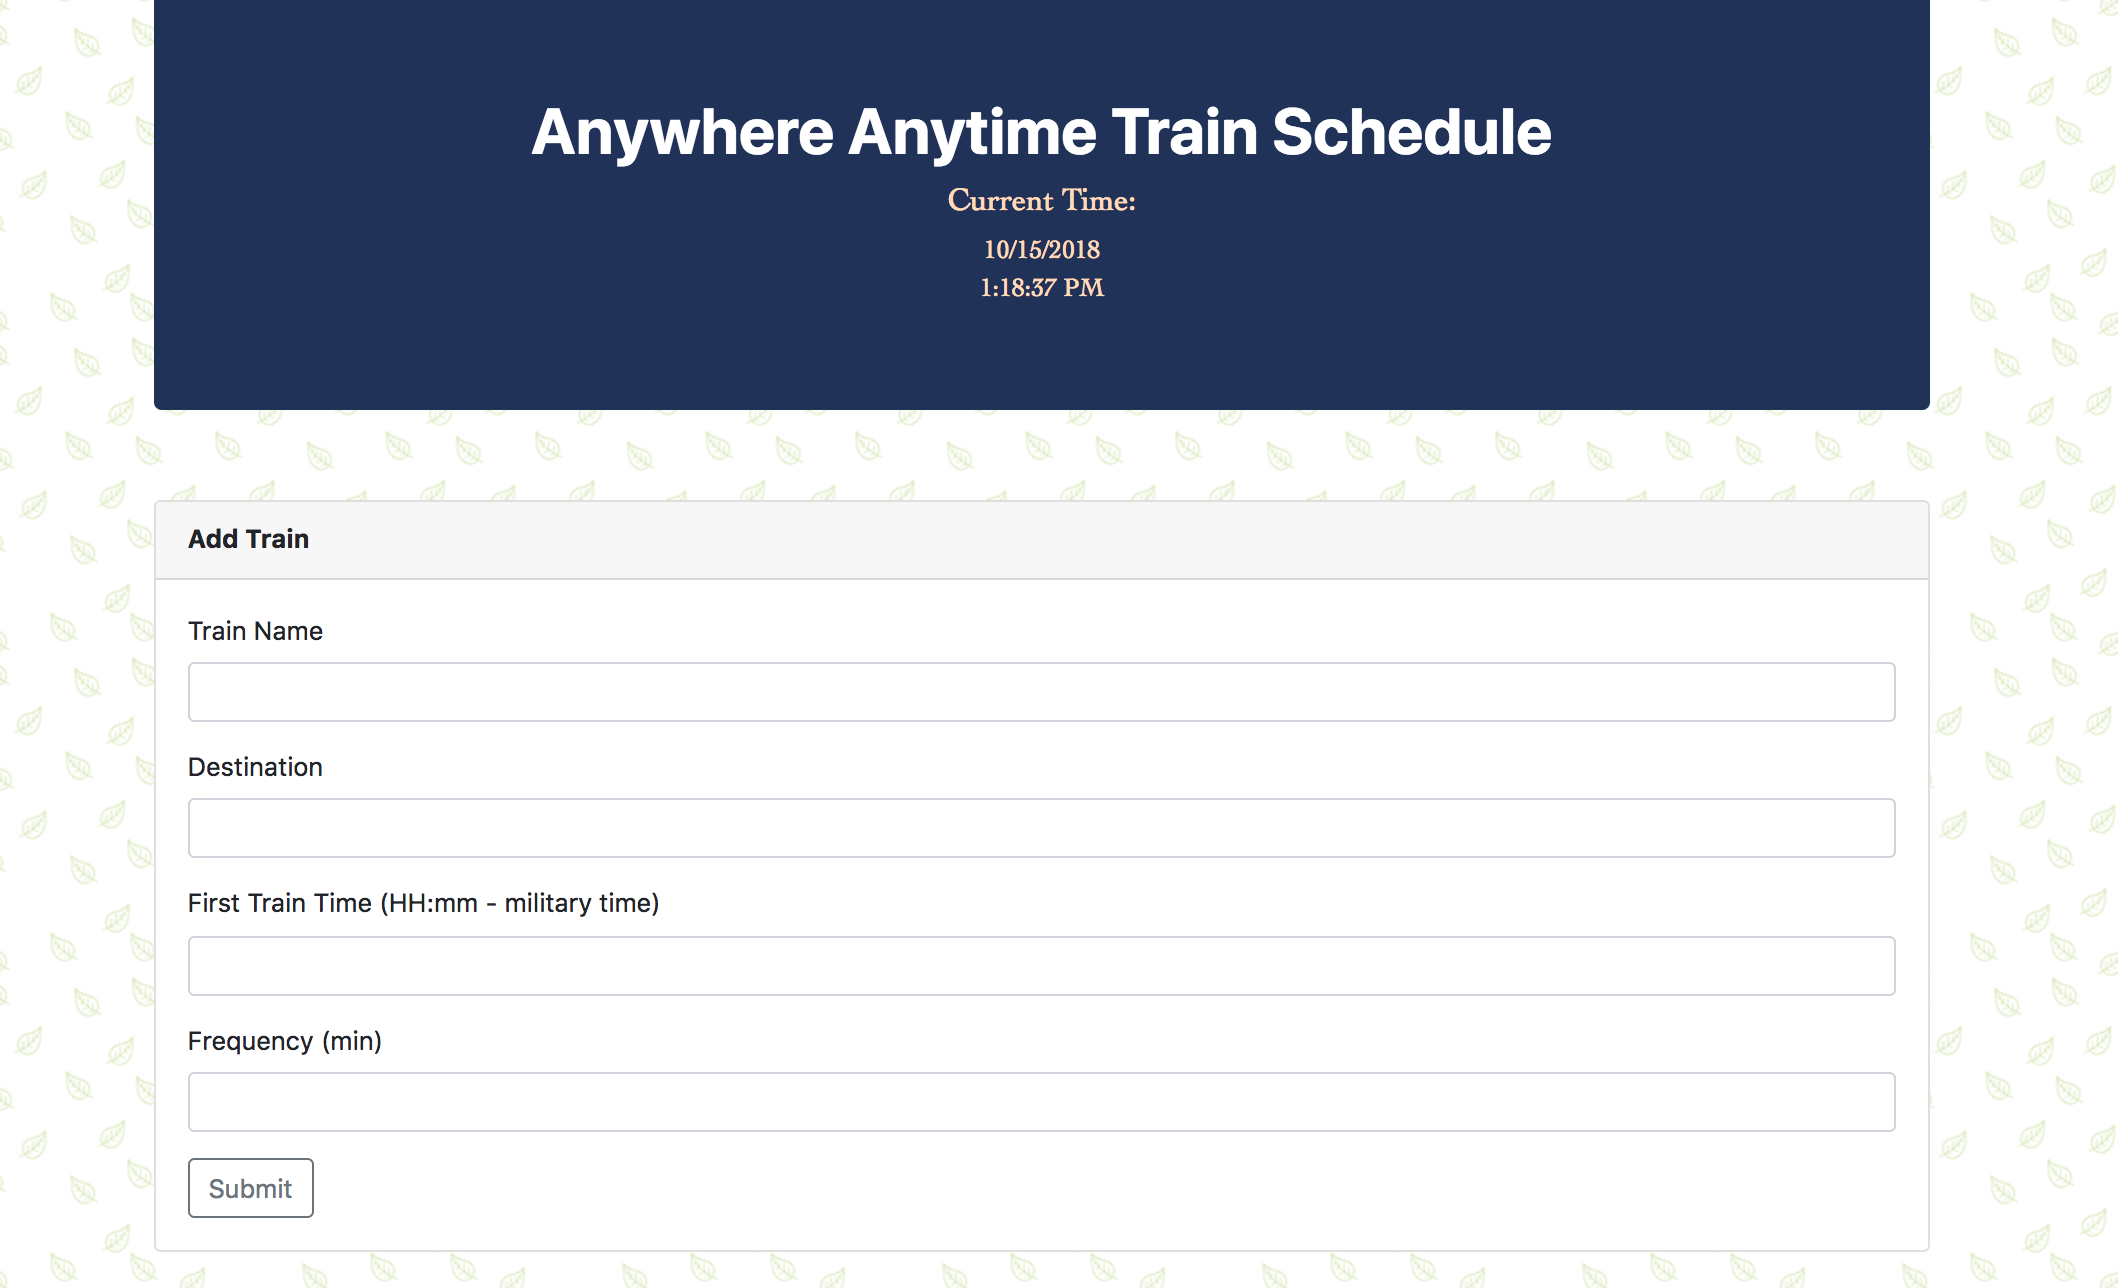 Anywhere Anytime Train Schedule
Current Time:
10/15/2018
1:18:37 PM
Add Train
Train Name
Destination
First Train Time (HH:mm - military time)
Frequency (min)
Submit